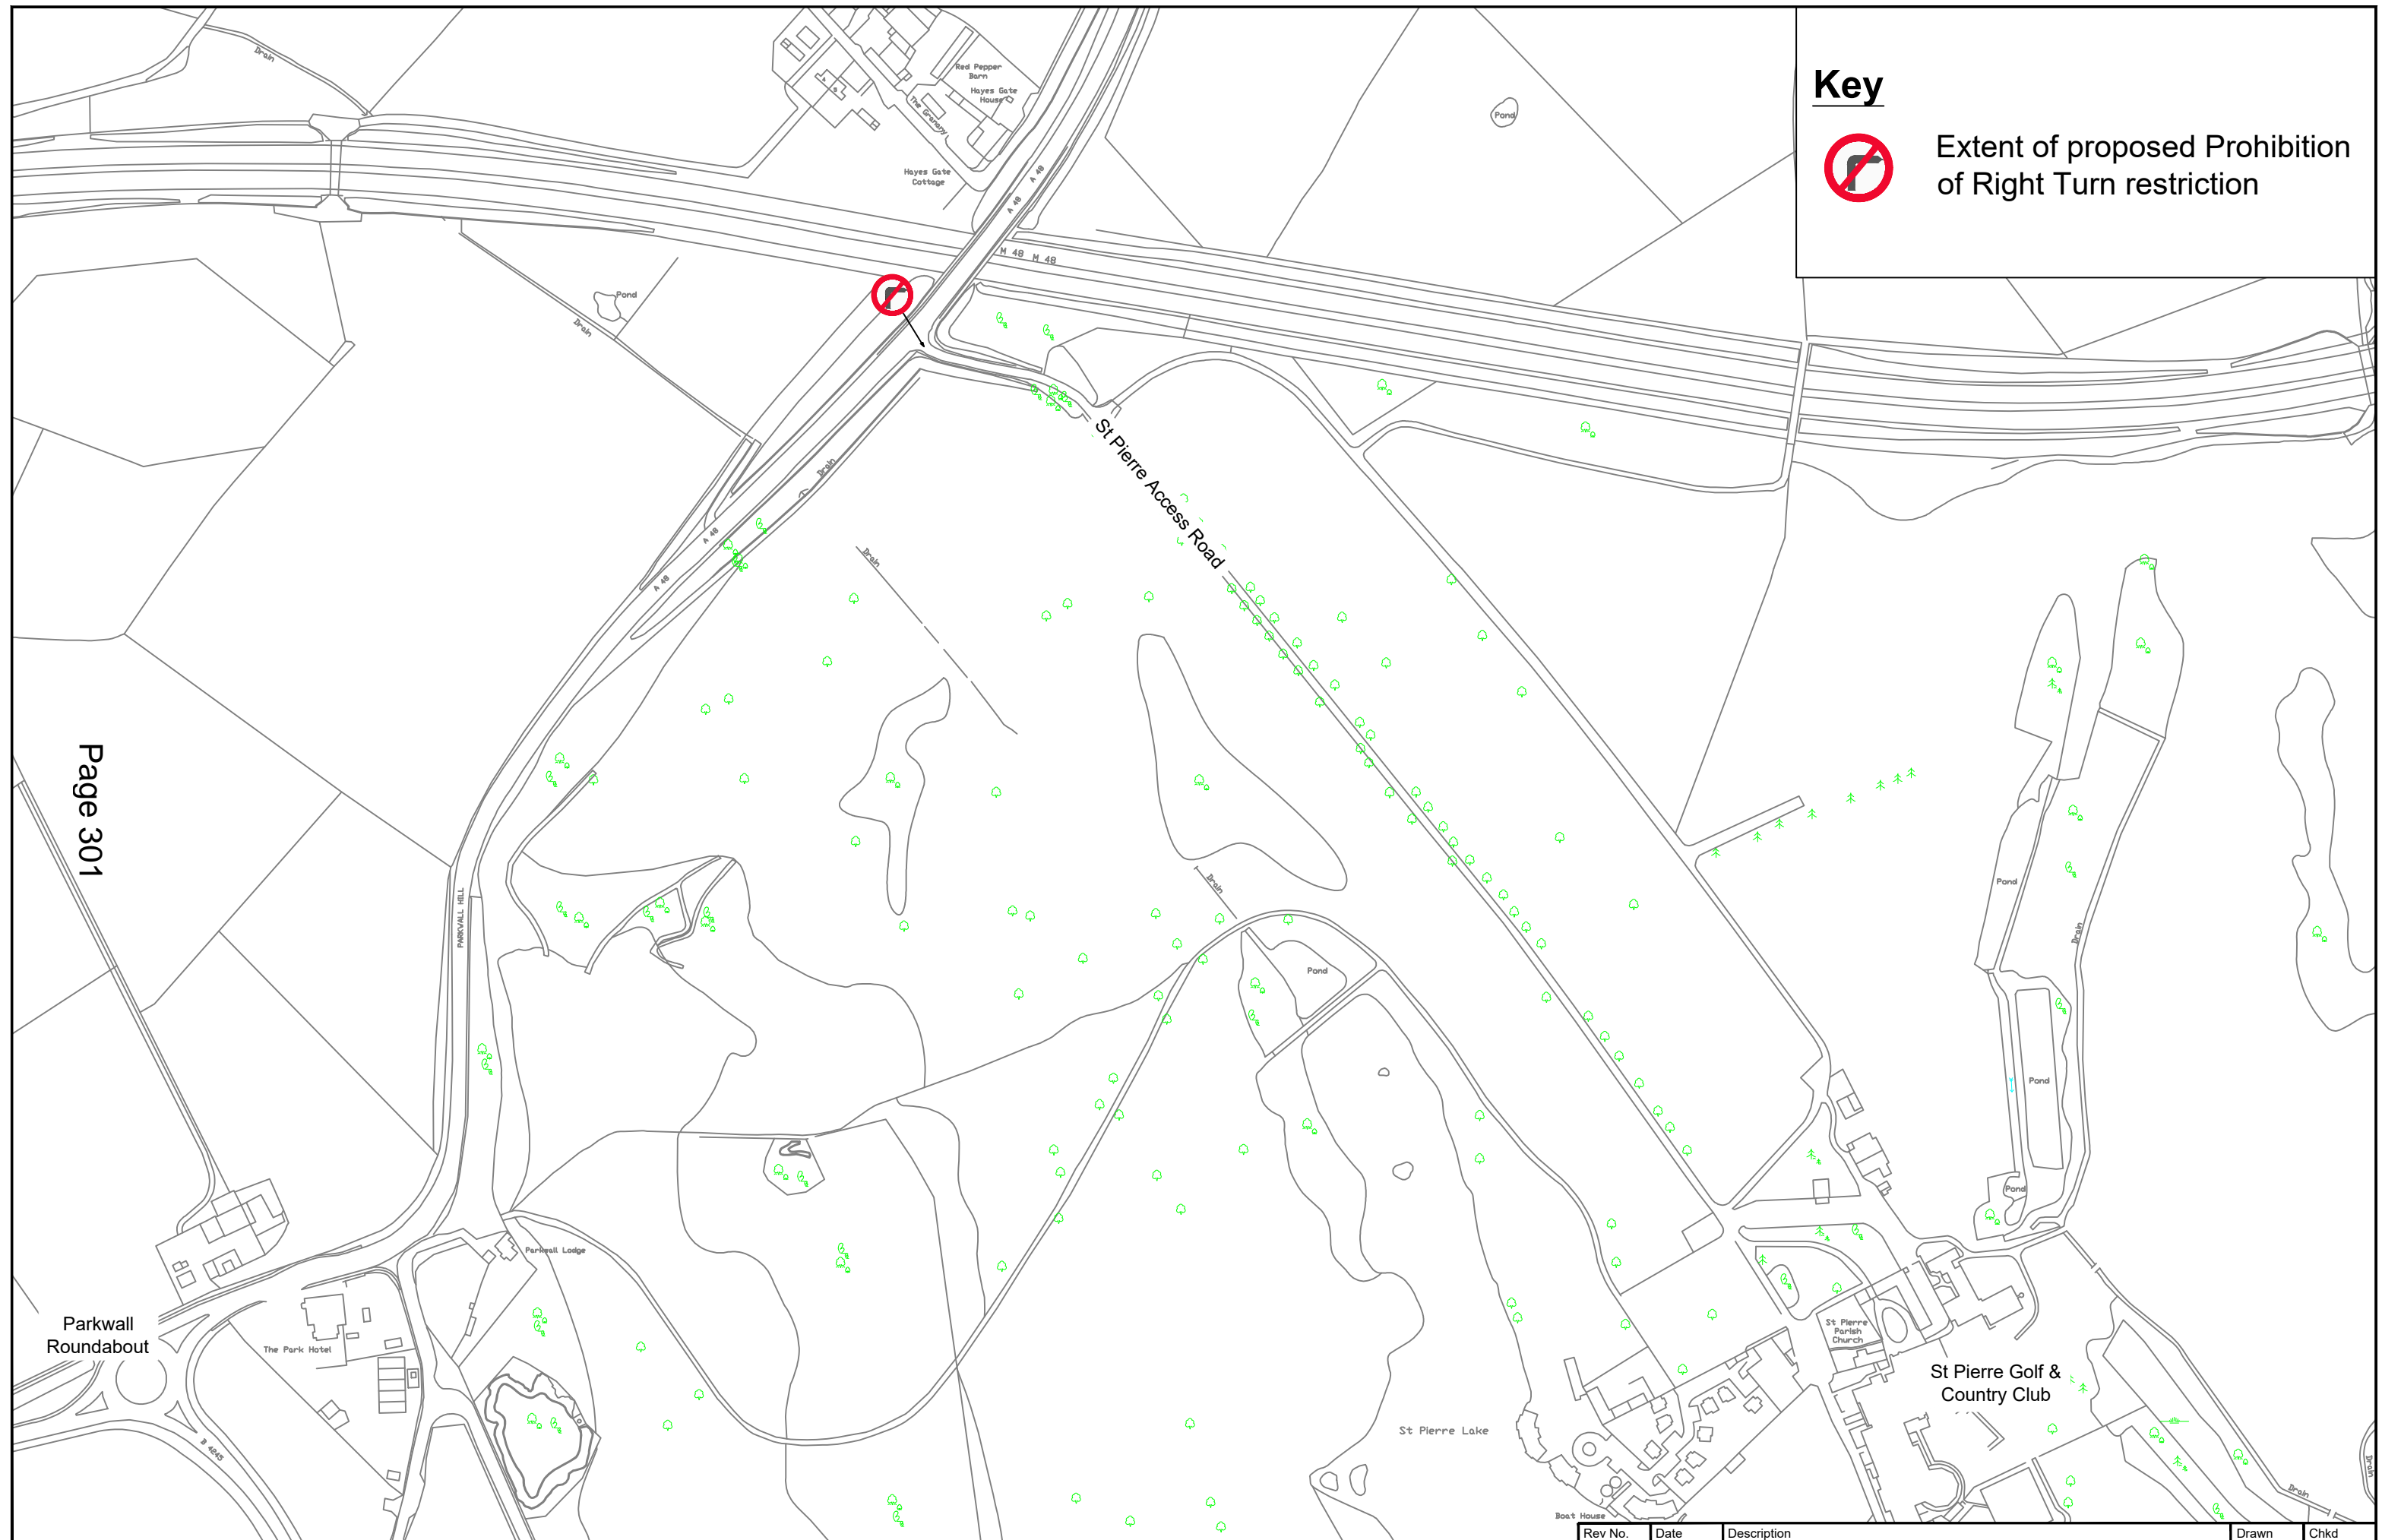 Drain
Red Pepper
Barn
Hayes Gate
House
The Granary
Hayes Gate
Cottage
A 48
A 48
M 48 M 48
Pond
Key
Extent of proposed Prohibition
of Right Turn restriction
Pond
Drain
St Pierre Access Road
Drain
A 48
A 48
Drain
Page 301
PARKWALL HILL
Drain
Pond
Pond
Drain
Pond
Pond
Parkwall Lodge
Parkwall
Roundabout
The Park Hotel
B 4245
St Pierre
Parish
Church
St Pierre Golf &
Country Club
St Pierre Lake
Boat House
Drain
Drain
Rev No. Date Description Drawn Chkd